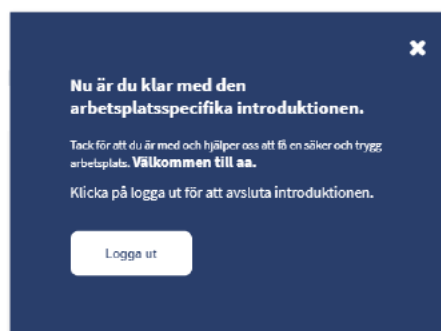 Nu är du klar med den
arbetsplatsspecifika introduktionen.
Tack för att du är med och hjälper oss att få en säker och trygg
arbetsplats. Välkommen till aa.
Klicka på logga ut för att avsluta introduktionen.
Logga ut